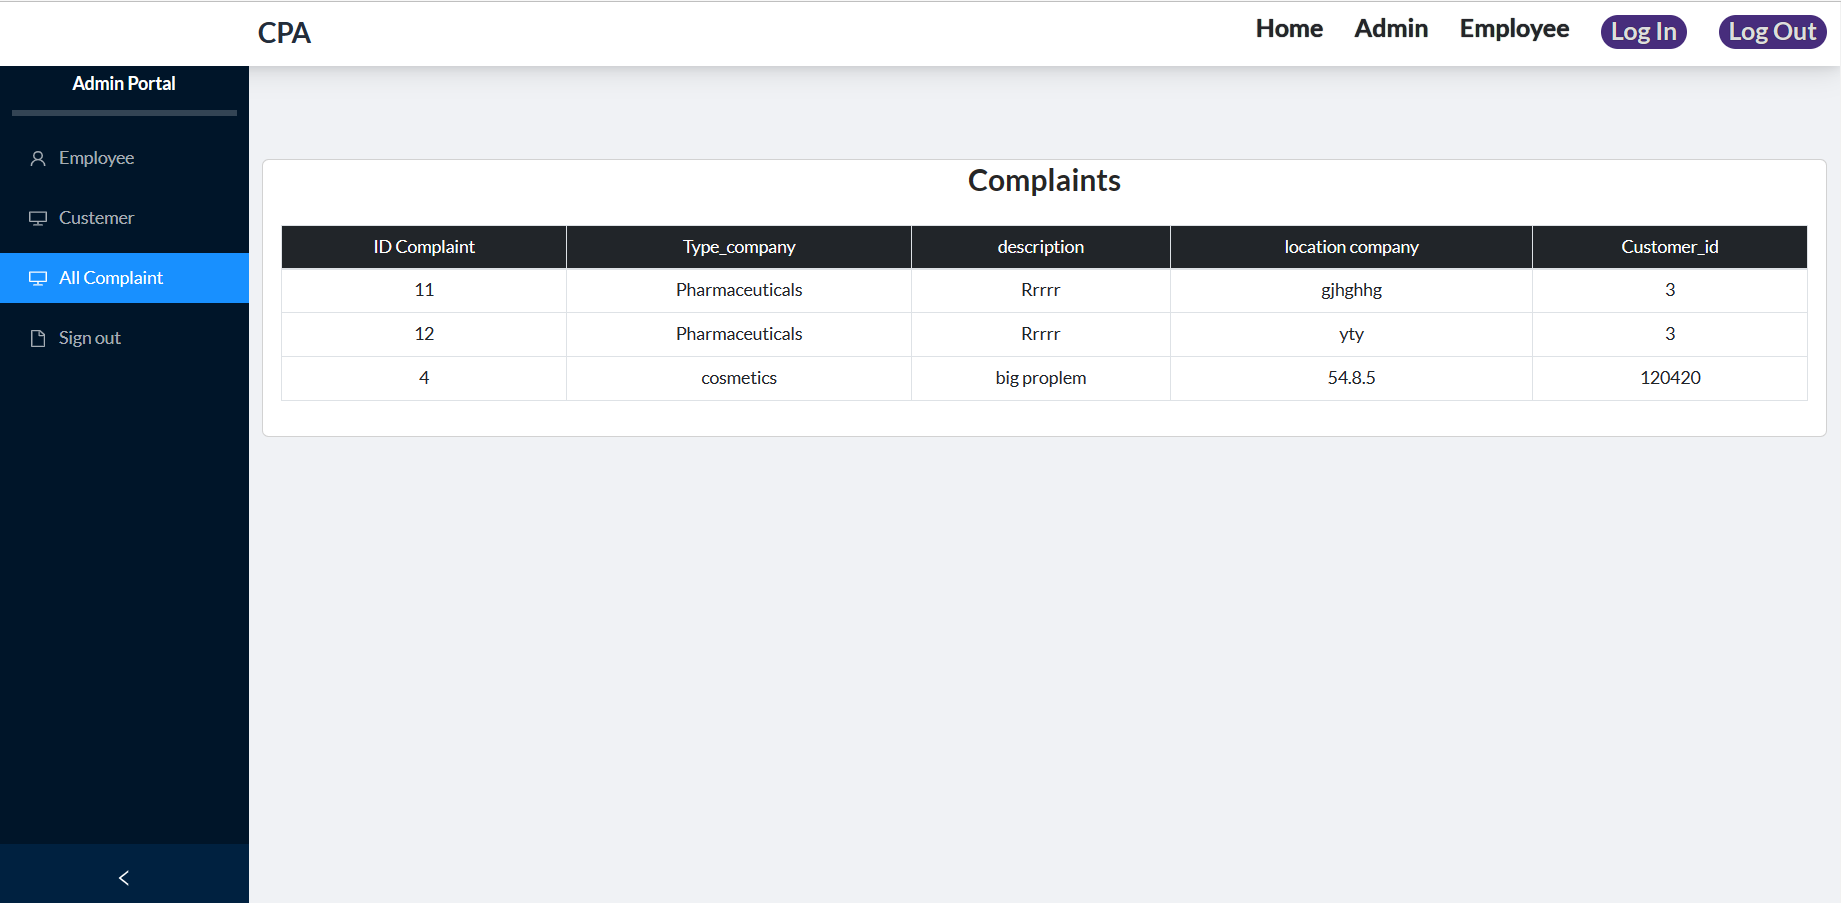 CPA
Home Admin Employee Log In Log Out
Admin Portal
Employee
Custemer
All Complaint
Sign out
Complaints
ID Complaint Type_company description location company Customer_id
11 Pharmaceuticals Rrrrr gjhghhg 3
12 Pharmaceuticals Rrrrr yty 3
4 cosmetics big proplem 54.8.5 120420